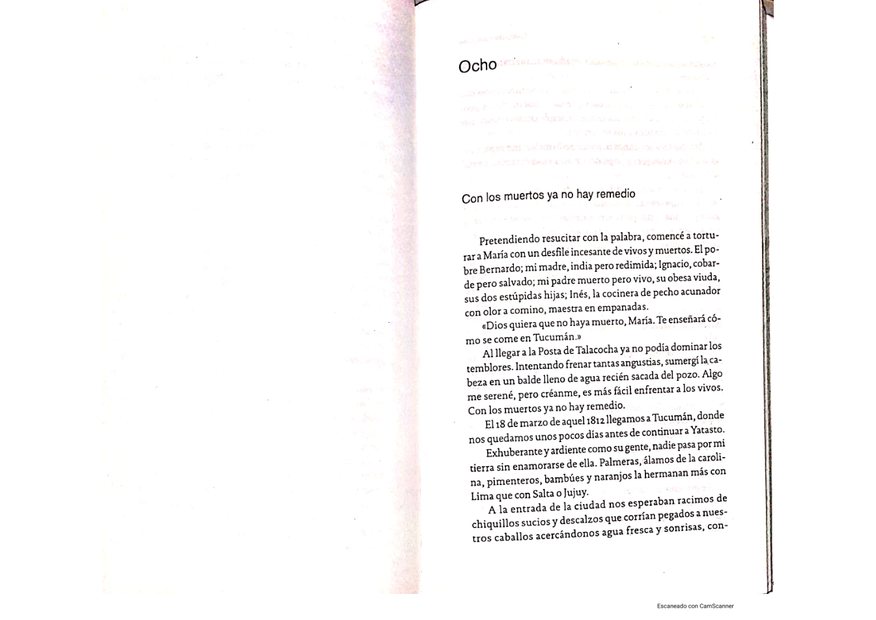 Ocho
Con los muertos ya no hay remedio
Pretendiendo resucitar con la palabra, comencé a tortu-
rar a María con un desfile incesante de vivos y muertos. El po-
bre Bernardo; mi madre, india pero redimida; Ignacio, cobar-
de pero salvado; mi padre muerto pero vivo, su obesa viuda,
sus dos estúpidas hijas; Inés, la cocinera de pecho acunador
con olor a comino, maestra en empanadas.
«Dios quiera que no haya muerto, María. Te enseñará có-
mo se come en Tucumán.»
Al llegar a la Posta de Talacocha ya no podía dominar los
temblores. Intentando frenar tantas angustias, sumergí la ca-
beza en un balde lleno de agua recién sacada del pozo. Algo
me serené, pero créanme, es más fácil enfrentar a los vivos.
Con los muertos ya no hay remedio.
El 18 de marzo de aquel 1812 llegamos a Tucumán, donde
nos quedamos unos pocos días antes de continuar a Yatasto.
Exhuberante y ardiente como su gente, nadie pasa por mi
tierra sin enamorarse de ella. Palmeras, álamos de la caroli-
na, pimenteros, bambúes y naranjos la hermanan más con
Lima que con Salta o Jujuy.
A la entrada de la ciudad nos esperaban racimos de
chiquillos sucios y descalzos que corrían pegados a nues-
tros caballos acercándonos agua fresca y sonrisas, con-
Escaneado con CamScanner